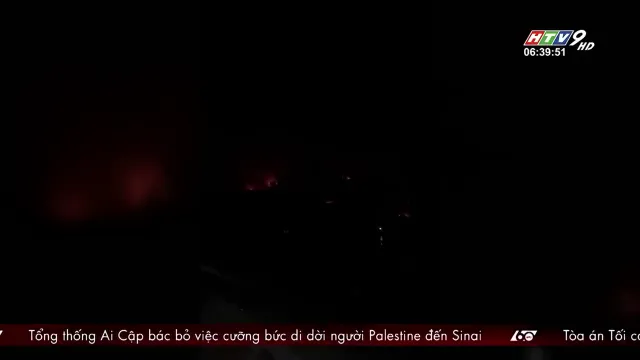 HTV9 HD
06:39:51
Tổng thống Ai Cập bác bỏ việc cưỡng bức di dời người Palestine đến Sinai
Tòa án Tối c